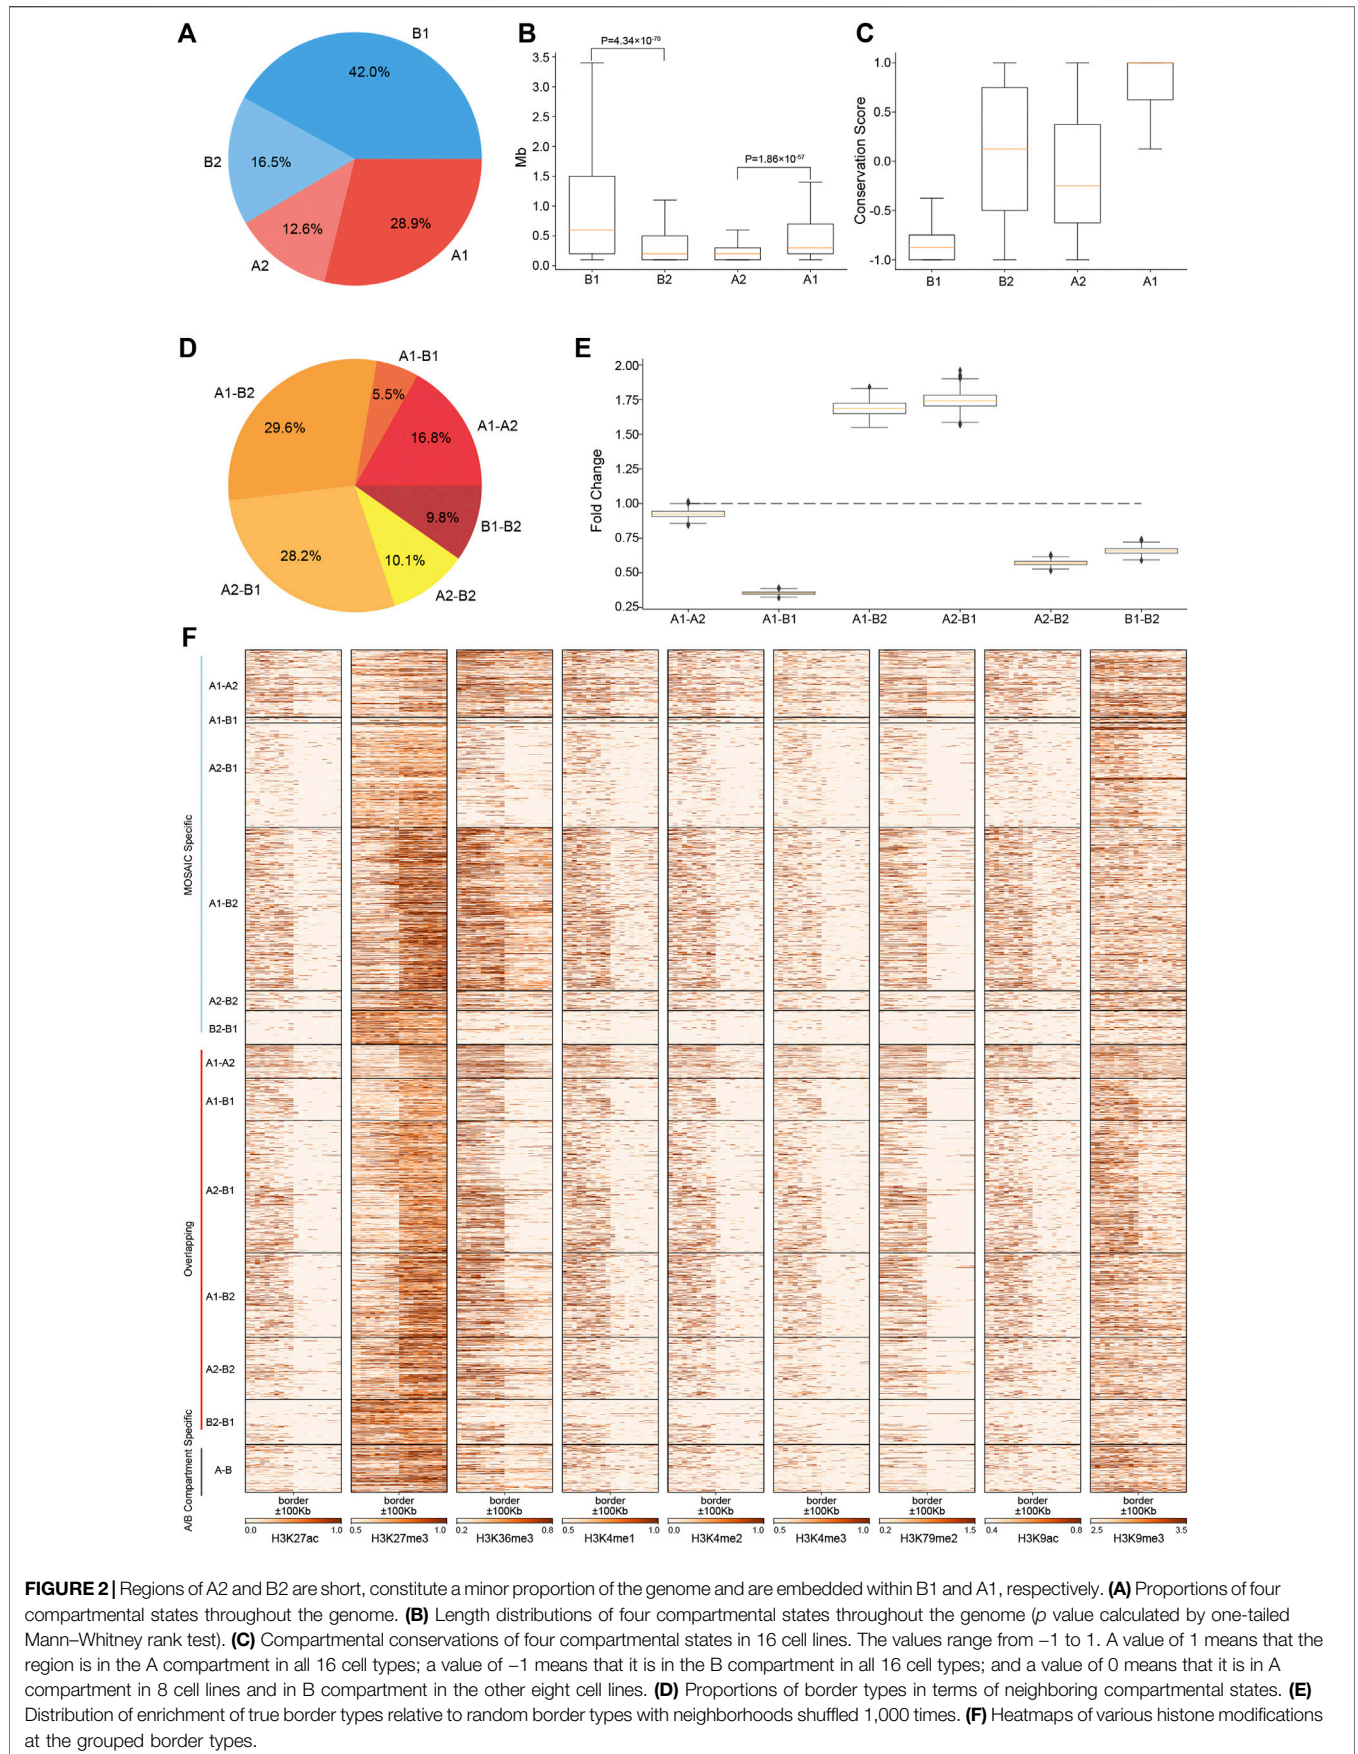 A
B1
42.0%
B2
16.5%
12.6%
28.9%
A2
A1
B
P=4.34×10-70
P=1.86×10-57
Mb
3.5
3.0
2.5
2.0
1.5
1.0
0.5
0.0
B1 B2 A2 A1
C
Conservation Score
1.0
0.5
0.0
-0.5
-1.0
B1 B2 A2 A1
D
A1-B1
A1-B2
5.5%
A1-A2
29.6%
16.8%
9.8%
B1-B2
28.2%
10.1%
A2-B1
A2-B2
E
Fold Change
2.00
1.75
1.50
1.25
1.00
0.75
0.50
0.25
A1-A2 A1-B1 A1-B2 A2-B1 A2-B2 B1-B2
F
MOSAIC Specific
A1-A2
A1-B1
A2-B1
A1-B2
A2-B2
B2-B1
Overlapping
A1-A2
A1-B1
A2-B1
A1-B2
A2-B2
B2-B1
A/B Compartment Specific
A-B
border border border border border border border border border
±100Kb ±100Kb ±100Kb ±100Kb ±100Kb ±100Kb ±100Kb ±100Kb ±100Kb
0.0 1.0 0.5 1.0 0.2 0.8 0.5 1.0 0.0 1.0 0.5 1.0 0.2 1.5 0.4 0.8 2.5 3.5
H3K27ac H3K27me3 H3K36me3 H3K4me1 H3K4me2 H3K4me3 H3K79me2 H3K9ac H3K9me3
FIGURE 2 | Regions of A2 and B2 are short, constitute a minor proportion of the genome and are embedded within B1 and A1, respectively. (A) Proportions of four
compartmental states throughout the genome. (B) Length distributions of four compartmental states throughout the genome (p value calculated by one-tailed
Mann–Whitney rank test). (C) Compartmental conservations of four compartmental states in 16 cell lines. The values range from −1 to 1. A value of 1 means that the
region is in the A compartment in all 16 cell types; a value of −1 means that it is in the B compartment in all 16 cell types; and a value of 0 means that it is in A
compartment in 8 cell lines and in B compartment in the other eight cell lines. (D) Proportions of border types in terms of neighboring compartmental states. (E)
Distribution of enrichment of true border types relative to random border types with neighborhoods shuffled 1,000 times. (F) Heatmaps of various histone modifications
at the grouped border types.